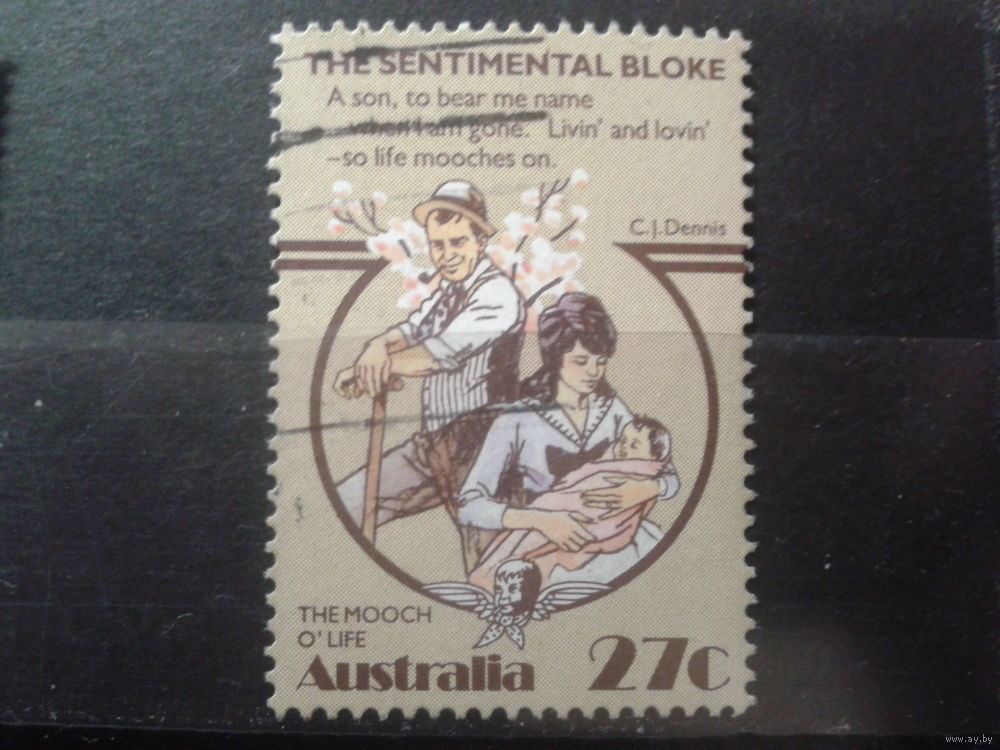 THE SENTIMENTAL BLOKE
A son, to bear me name
when I am gone. Livin' and lovin'
–so life mooches on.
C.J.Dennis
THE MOOCH
O' LIFE
Australia 27c
www.ay.by